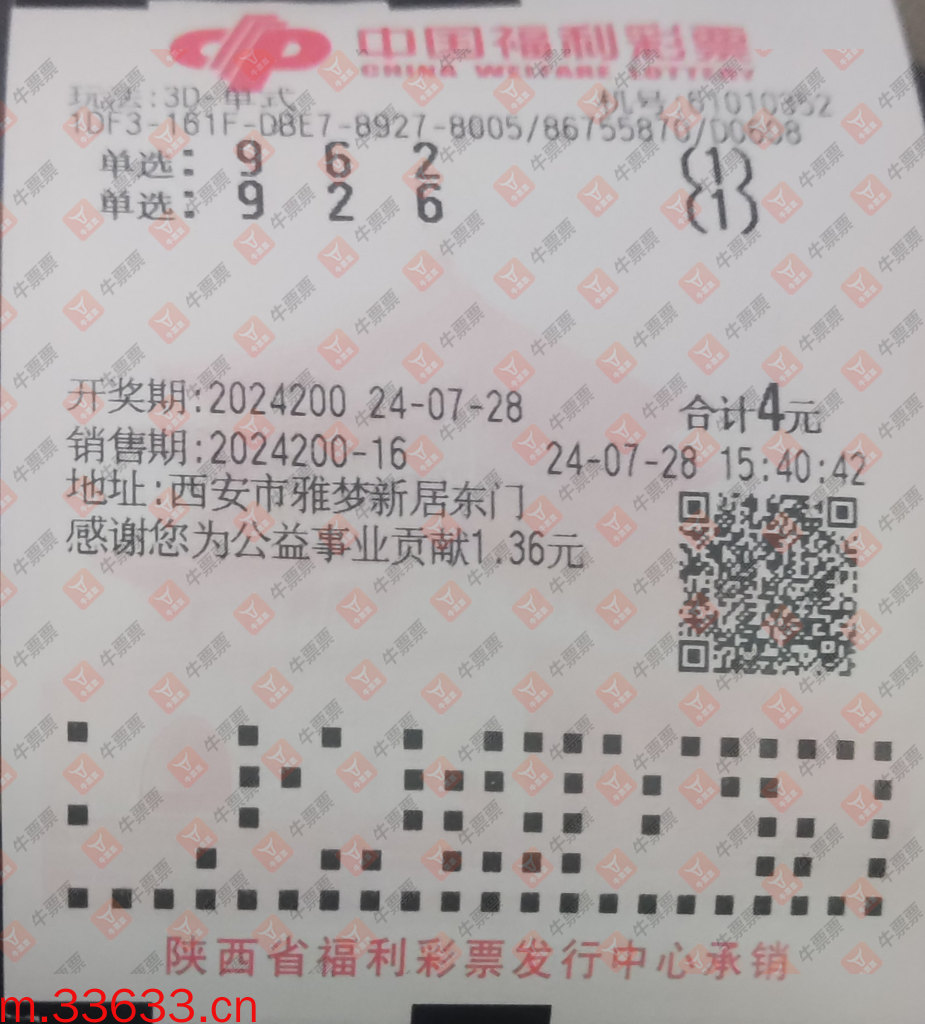 中国福利彩票
CHINA WELFARE LOTTERY
玩法:3D-单式 机号:61010352
1DF3-161F-D8E7-8927-8005/86755870/D0608
单选: 9 6 2 {1}
单选: 9 2 6 {1}
开奖期:2024200 24-07-28 合计4元
销售期:2024200-16 24-07-28 15:40:42
地址:西安市雅梦新居东门
感谢您为公益事业贡献1.36元
陕西省福利彩票发行中心承销
m.33633.cn
牛票票